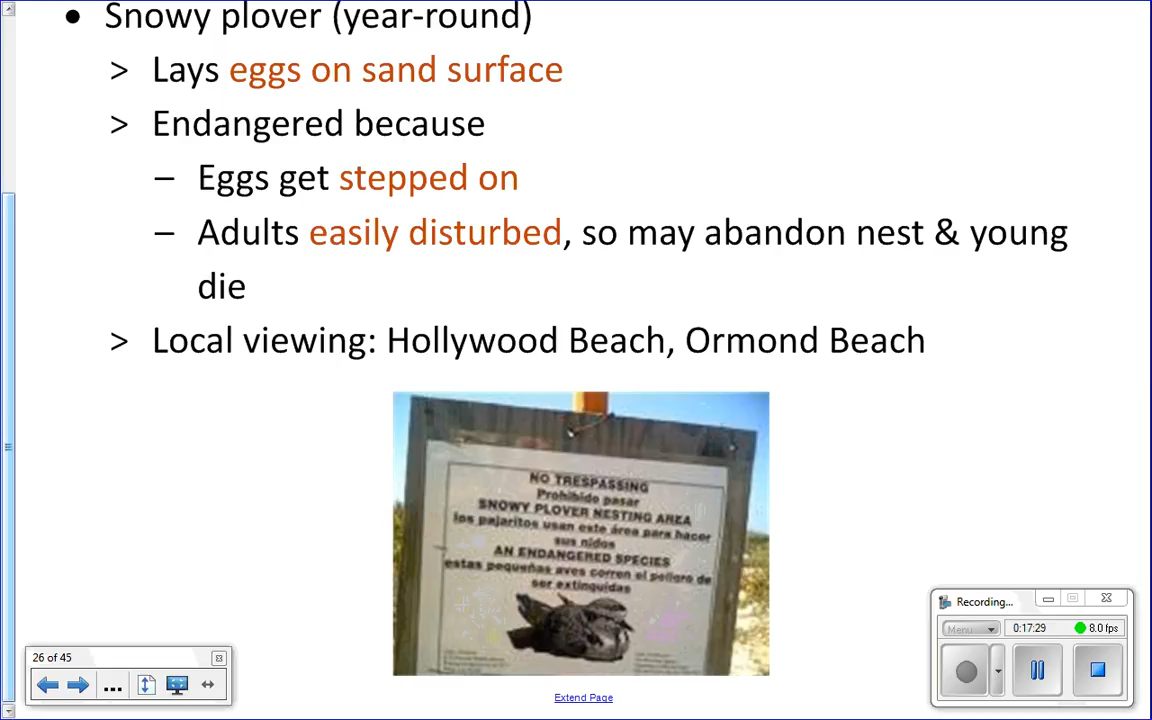 • Snowy plover (year-round)
> Lays eggs on sand surface
> Endangered because
– Eggs get stepped on
– Adults easily disturbed, so may abandon nest & young
die
> Local viewing: Hollywood Beach, Ormond Beach
NO TRESPASSING
Prohibido pasar
SNOWY PLOVER NESTING AREA
los pajaritos usan este área para hacer
sus nidos
AN ENDANGERED SPECIES
estas pequeñas aves corren el peligro de
ser extinguidas
Recording...
Menu
0:17:29
8.0 fps
26 of 45
...
Extend Page